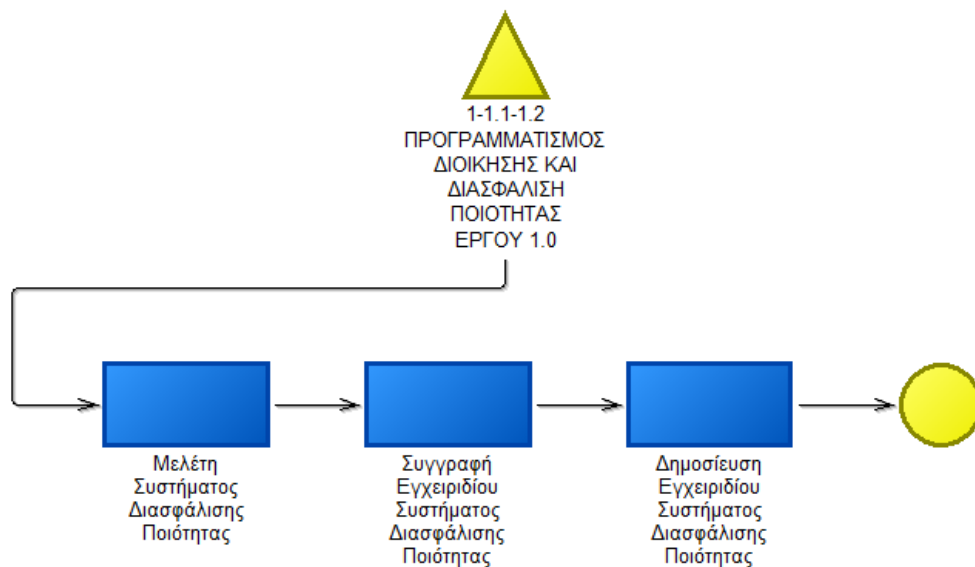 1-1.1-1.2
ΠΡΟΓΡΑΜΜΑΤΙΣΜΟΣ
ΔΙΟΙΚΗΣΗΣ ΚΑΙ
ΔΙΑΣΦΑΛΙΣΗ
ΠΟΙΟΤΗΤΑΣ
ΕΡΓΟΥ 1.0
Μελέτη
Συστήματος
Διασφάλισης
Ποιότητας
Συγγραφή
Εγχειριδίου
Συστήματος
Διασφάλισης
Ποιότητας
Δημοσίευση
Εγχειριδίου
Συστήματος
Διασφάλισης
Ποιότητας